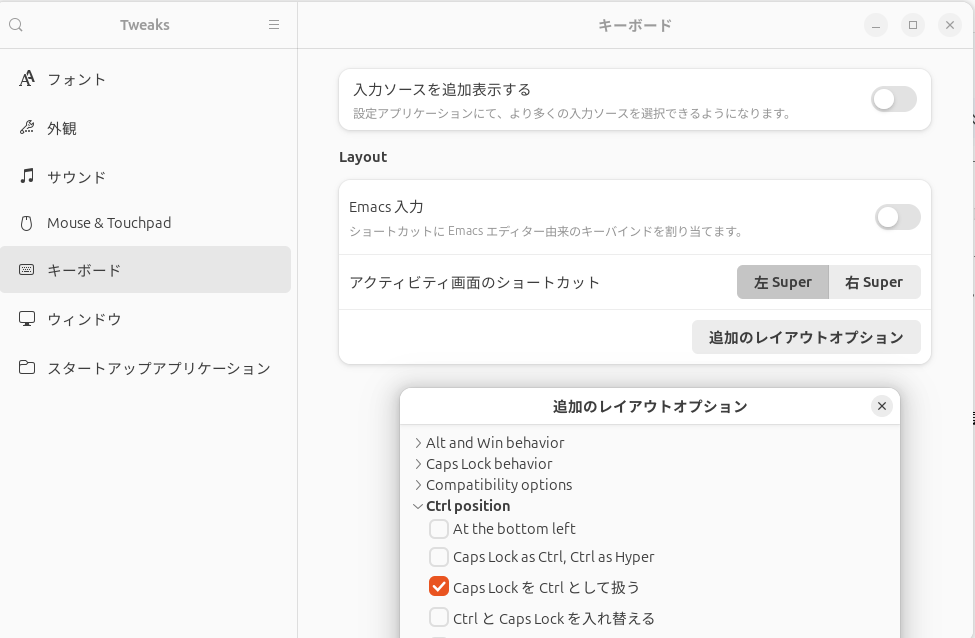 Tweaks
キーボード
フォント
外観
サウンド
Mouse & Touchpad
キーボード
ウィンドウ
スタートアップアプリケーション
入力ソースを追加表示する
設定アプリケーションにて、より多くの入力ソースを選択できるようになります。
Layout
Emacs 入力
ショートカットに Emacs エディター由来のキーバインドを割り当てます。
アクティビティ画面のショートカット
左 Super
右 Super
追加のレイアウトオプション
追加のレイアウトオプション
Alt and Win behavior
Caps Lock behavior
Compatibility options
Ctrl position
At the bottom left
Caps Lock as Ctrl, Ctrl as Hyper
Caps Lock を Ctrl として扱う
Ctrl と Caps Lock を入れ替える